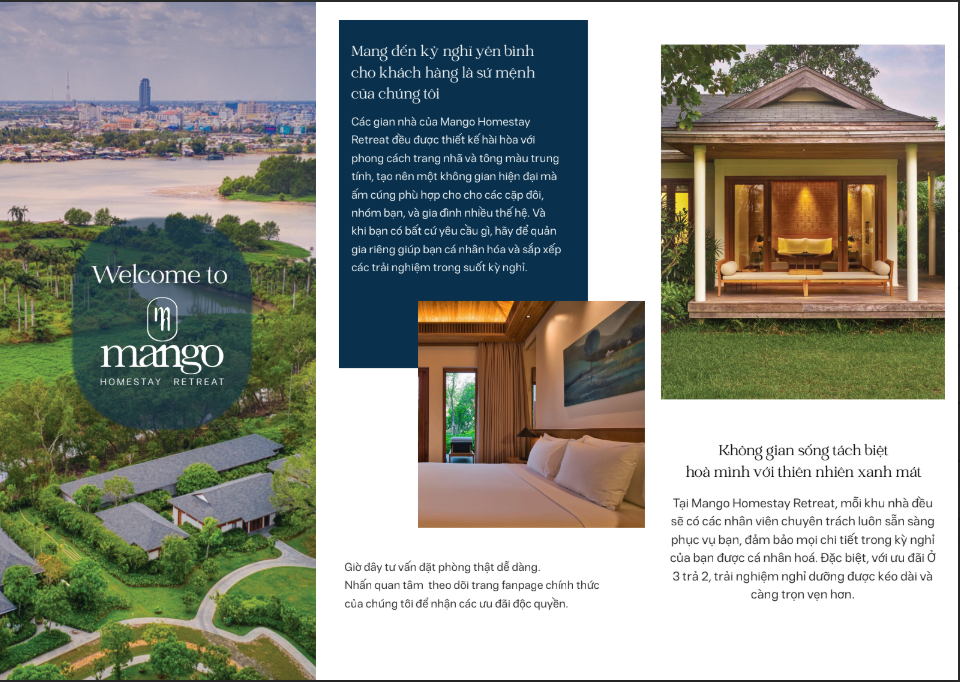 Welcome to
mango
HOMESTAY RETREAT
Mang đến kỳ nghỉ yên bình
cho khách hàng là sứ mệnh
của chúng tôi
Các gian nhà của Mango Homestay
Retreat đều được thiết kế hài hòa với
phong cách trang nhã và tông màu trung
tính, tạo nên một không gian hiện đại mà
ấm cúng phù hợp cho cho các cặp đôi,
nhóm bạn, và gia đình nhiều thế hệ. Và
khi bạn có bất cứ yêu cầu gì, hãy để quản
gia riêng giúp bạn cá nhân hóa và sắp xếp
các trải nghiệm trong suốt kỳ nghỉ.
Giờ đây tư vấn đặt phòng thật dễ dàng.
Nhấn quan tâm theo dõi trang fanpage chính thức
của chúng tôi để nhận các ưu đãi độc quyền.
Không gian sống tách biệt
hoà mình với thiên nhiên xanh mát
Tại Mango Homestay Retreat, mỗi khu nhà đều
sẽ có các nhân viên chuyên trách luôn sẵn sàng
phục vụ bạn, đảm bảo mọi chi tiết trong kỳ nghỉ
của bạn được cá nhân hoá. Đặc biệt, với ưu đãi Ở
3 trả 2, trải nghiệm nghỉ dưỡng được kéo dài và
càng trọn vẹn hơn.